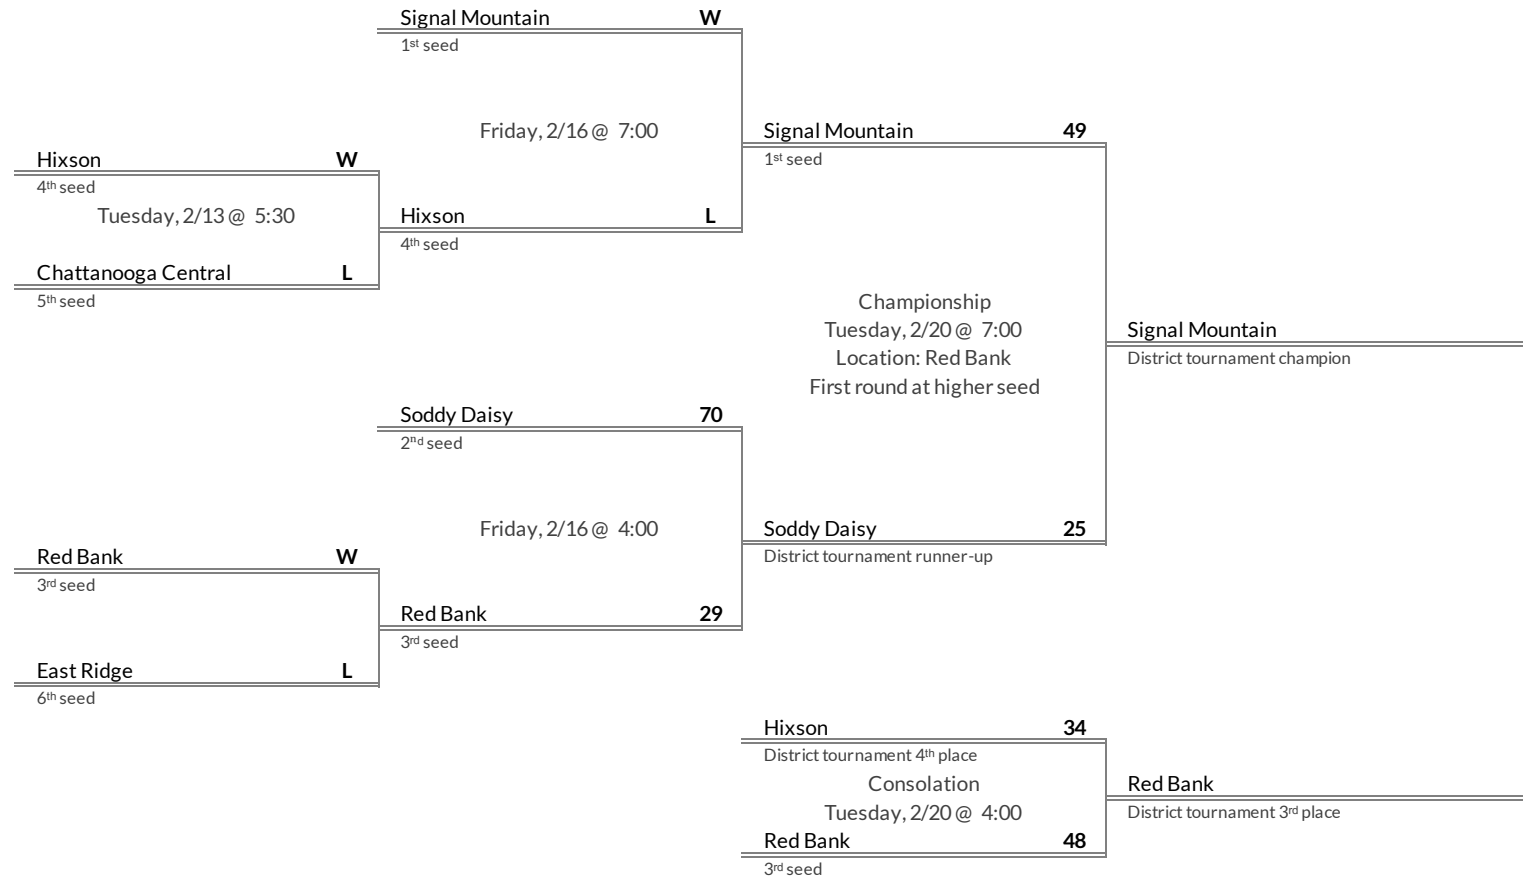 Signal Mountain W
1st seed
Friday, 2/16 @ 7:00
Signal Mountain 49
1st seed
Hixson W
4th seed
Tuesday, 2/13 @ 5:30
Hixson L
4th seed
Chattanooga Central L
5th seed
Championship
Tuesday, 2/20 @ 7:00
Location: Red Bank
First round at higher seed
Signal Mountain
District tournament champion
Soddy Daisy 70
2nd seed
Friday, 2/16 @ 4:00
Soddy Daisy 25
District tournament runner-up
Red Bank W
3rd seed
Red Bank 29
3rd seed
East Ridge L
6th seed
Hixson 34
District tournament 4th place
Consolation
Tuesday, 2/20 @ 4:00
Red Bank
District tournament 3rd place
Red Bank 48
3rd seed